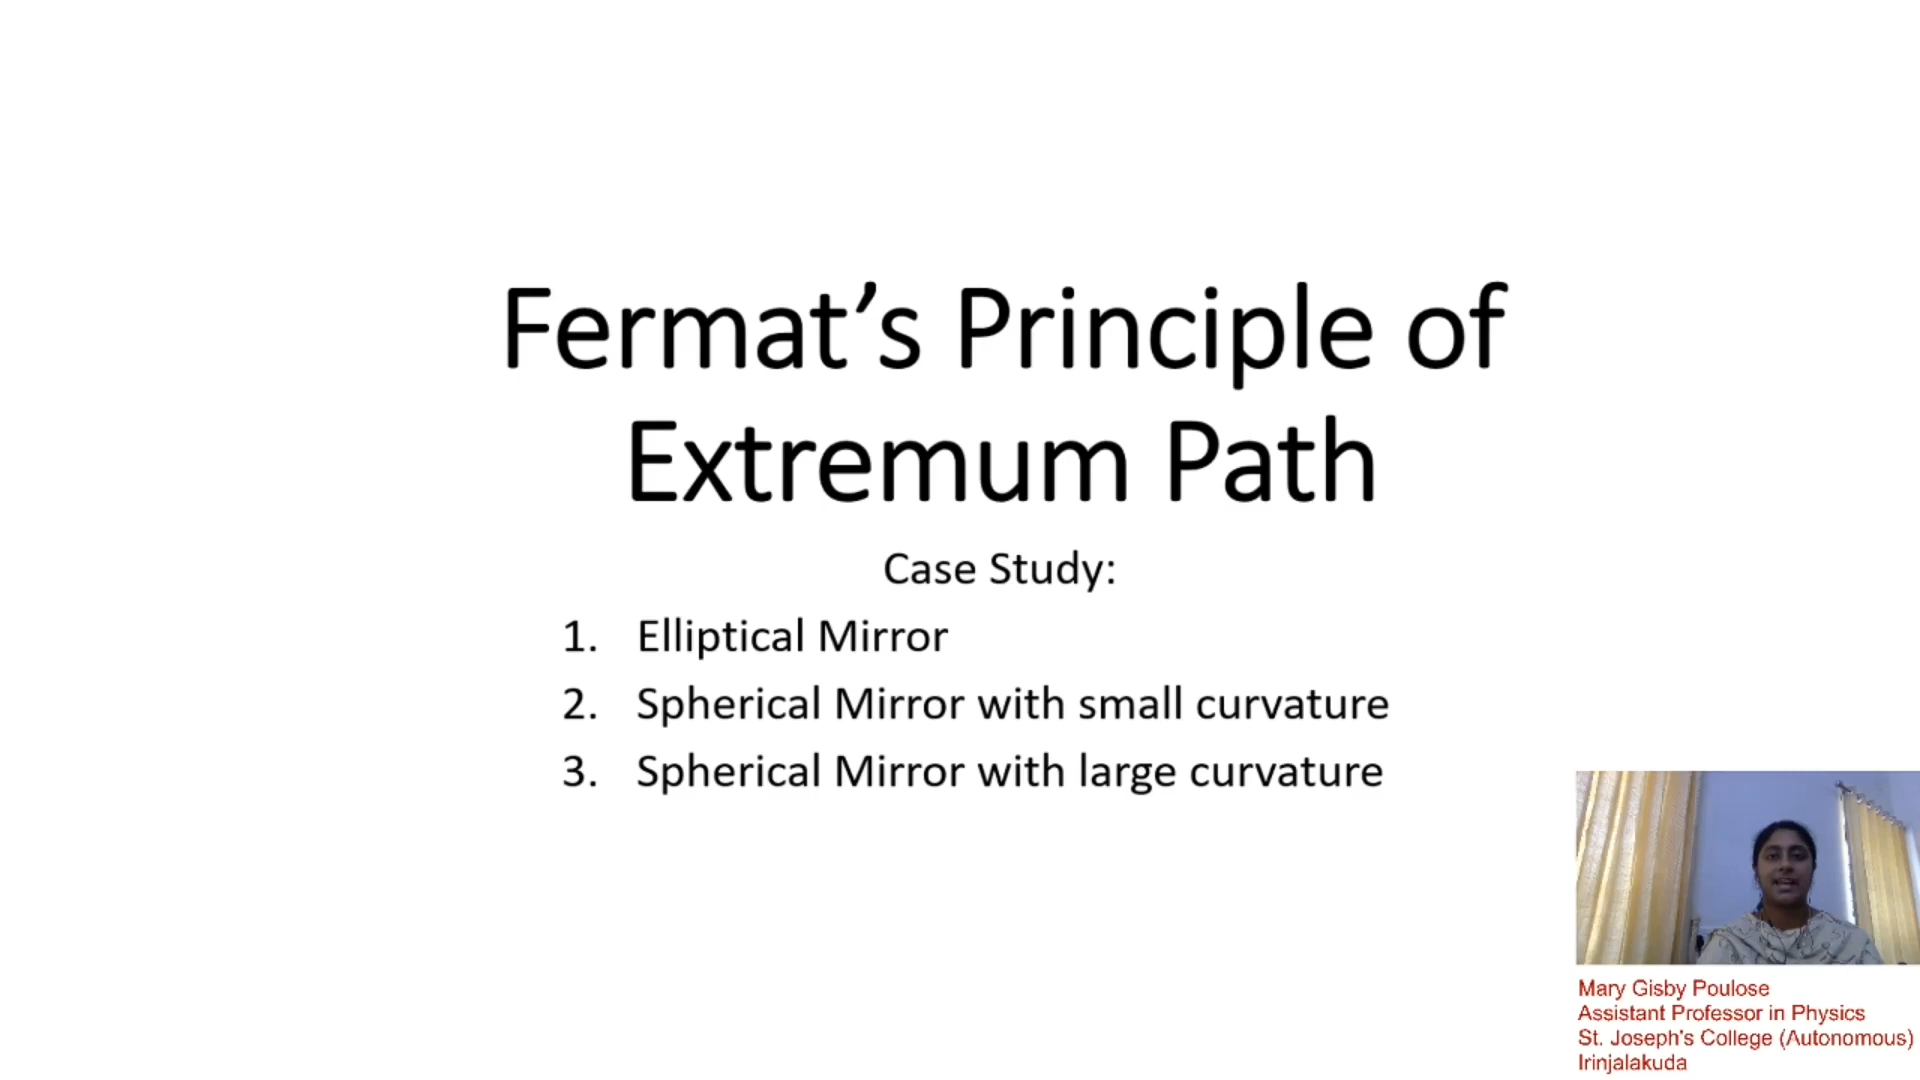 Fermat’s Principle of
Extremum Path
Case Study:
1. Elliptical Mirror
2. Spherical Mirror with small curvature
3. Spherical Mirror with large curvature
Mary Gisby Poulose
Assistant Professor in Physics
St. Joseph's College (Autonomous)
Irinjalakuda